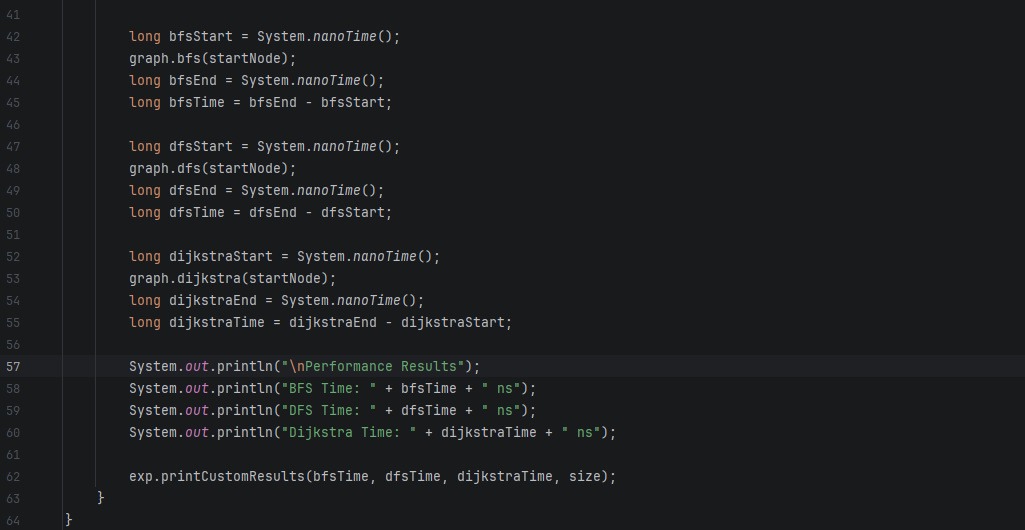 41
42 long bfsStart = System.nanoTime();
43 graph.bfs(startNode);
44 long bfsEnd = System.nanoTime();
45 long bfsTime = bfsEnd - bfsStart;
46
47 long dfsStart = System.nanoTime();
48 graph.dfs(startNode);
49 long dfsEnd = System.nanoTime();
50 long dfsTime = dfsEnd - dfsStart;
51
52 long dijkstraStart = System.nanoTime();
53 graph.dijkstra(startNode);
54 long dijkstraEnd = System.nanoTime();
55 long dijkstraTime = dijkstraEnd - dijkstraStart;
56
57 System.out.println("\nPerformance Results");
58 System.out.println("BFS Time: " + bfsTime + " ns");
59 System.out.println("DFS Time: " + dfsTime + " ns");
60 System.out.println("Dijkstra Time: " + dijkstraTime + " ns");
61
62 exp.printCustomResults(bfsTime, dfsTime, dijkstraTime, size);
63 }
64 }